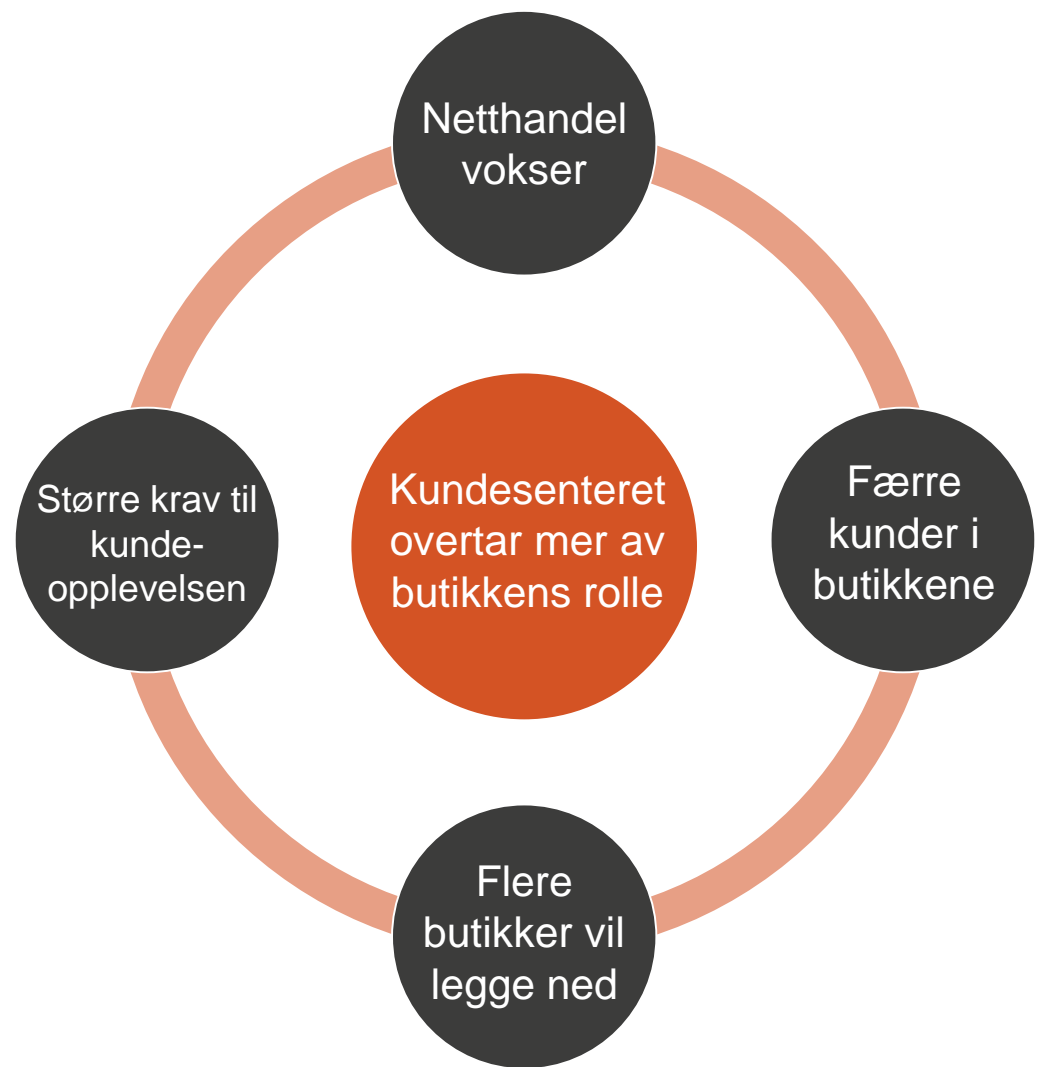 Netthandel
vokser
Færre
kunder i
butikkene
Flere
butikker vil
legge ned
Større krav til
kunde-
opplevelsen
Kundesenteret
overtar mer av
butikkens rolle